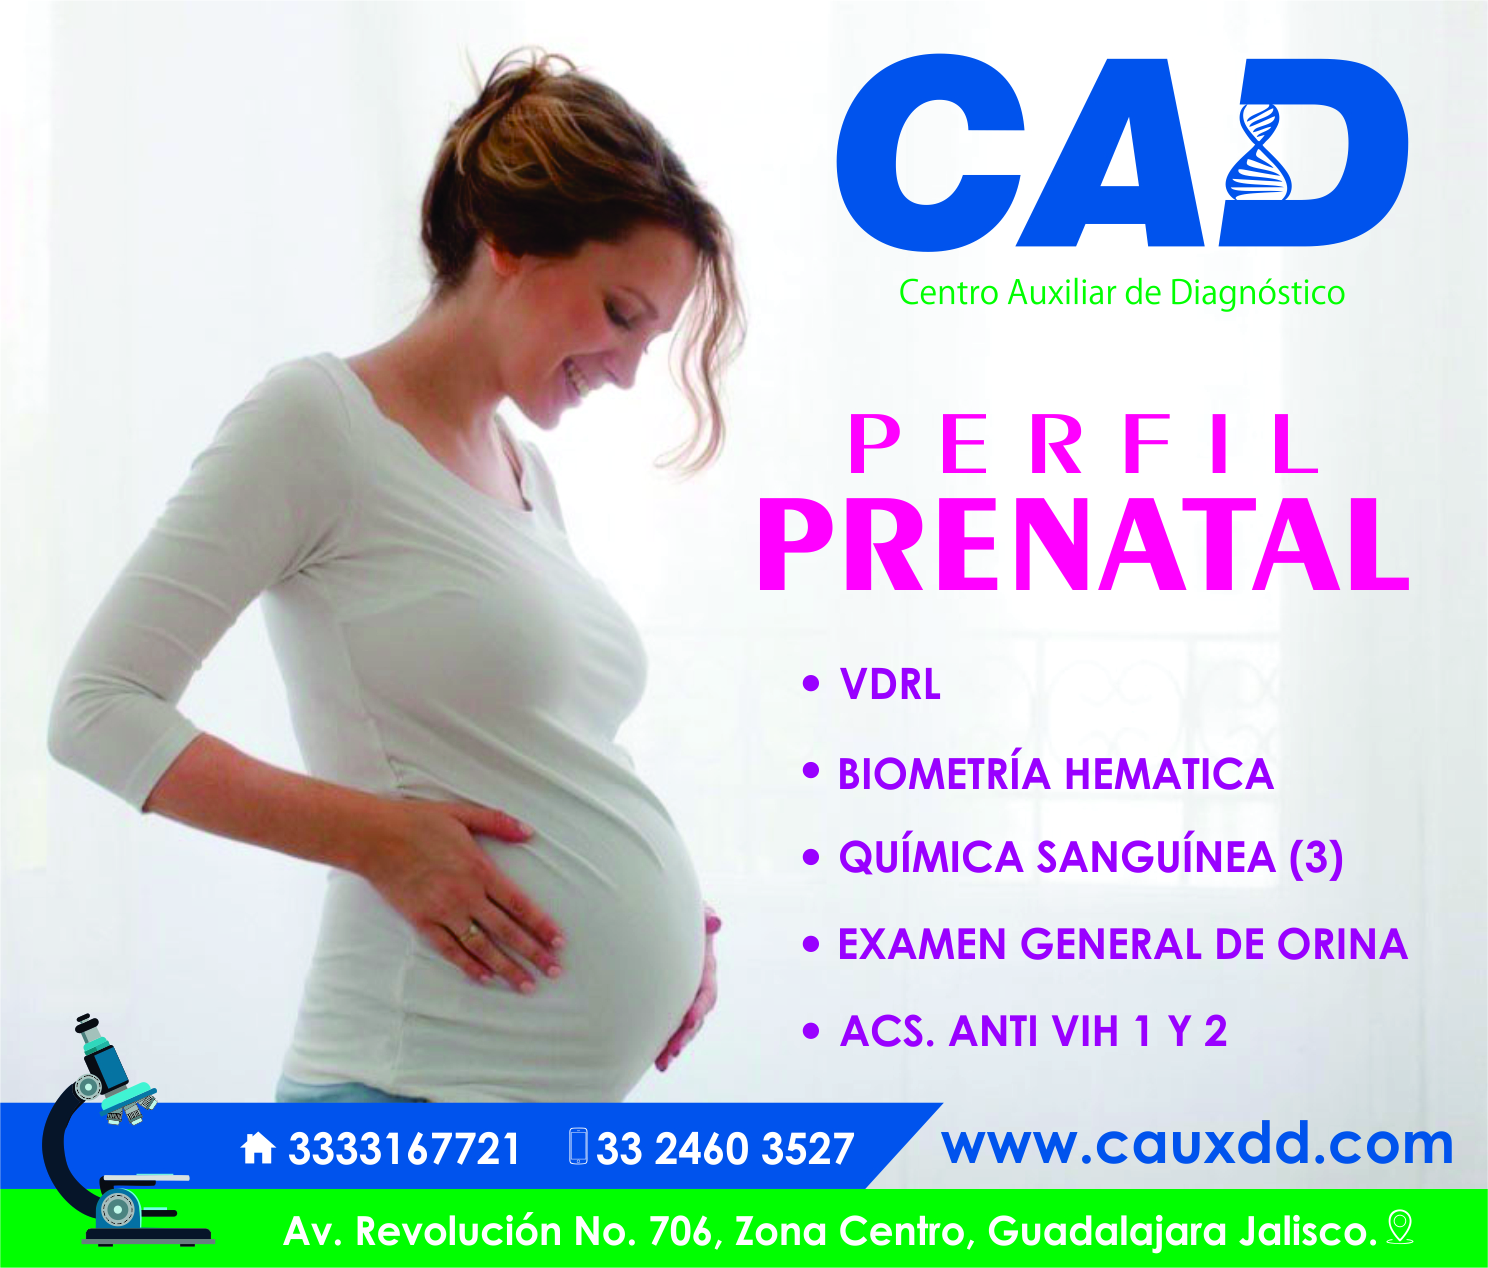 CAD
Centro Auxiliar de Diagnóstico
PERFIL
PRENATAL
• VDRL
• BIOMETRÍA HEMATICA
• QUÍMICA SANGUÍNEA (3)
• EXAMEN GENERAL DE ORINA
• ACS. ANTI VIH 1 Y 2
3333167721 33 2460 3527 www.cauxdd.com
Av. Revolución No. 706, Zona Centro, Guadalajara Jalisco.